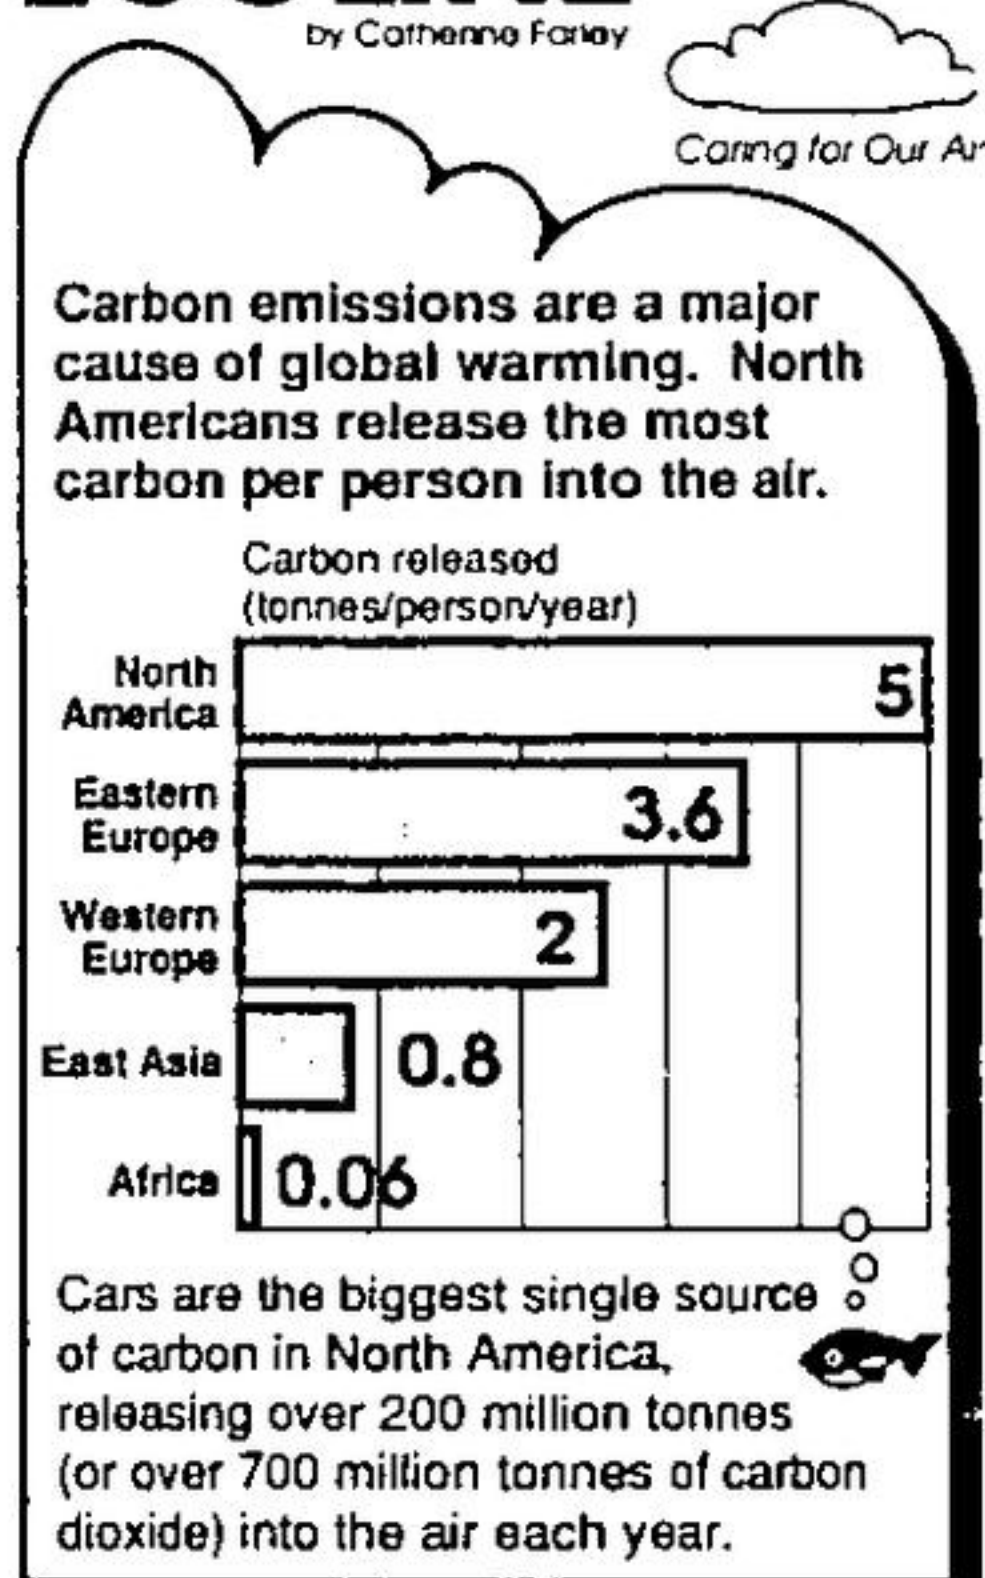 by Catherine Farley
Caring for Our Air
Carbon emissions are a major
cause of global warming. North
Americans release the most
carbon per person into the air.
Carbon released
(tonnes/person/year)
North
America
5
Eastern
Europe
3.6
Western
Europe
2
East Asia
0.8
Africa
0.06
Cars are the biggest single source
of carbon in North America,
releasing over 200 million tonnes
(or over 700 million tonnes of carbon
dioxide) into the air each year.